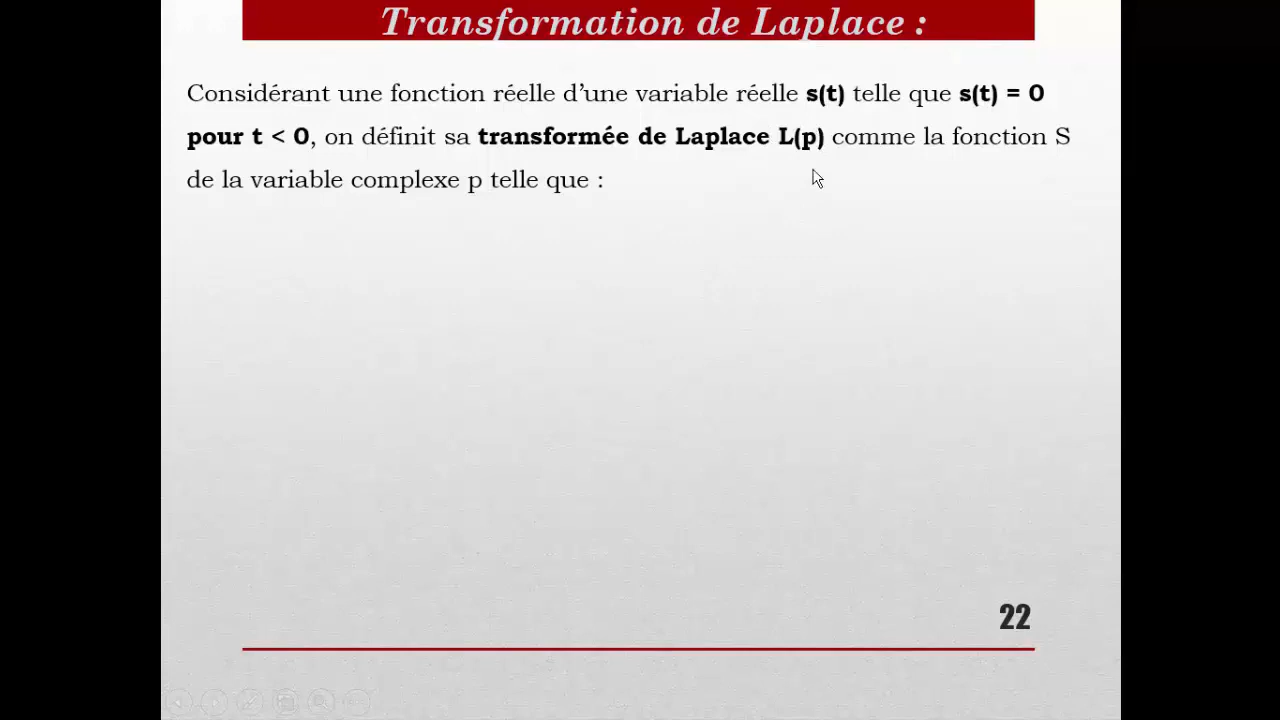 Transformation de Laplace :
Considérant une fonction réelle d’une variable réelle s(t) telle que s(t) = 0
pour t < 0, on définit sa transformée de Laplace L(p) comme la fonction S
de la variable complexe p telle que :
22